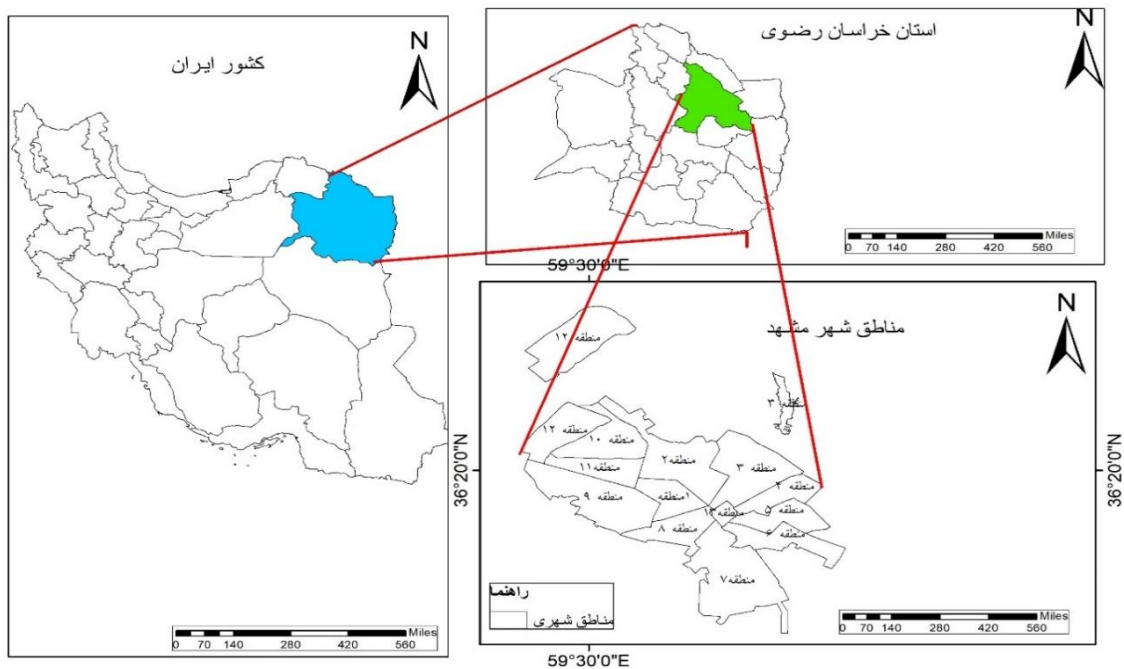 کشور ایران
N
0 70 140 280 420 560 Miles
استان خراسان رضوی
N
0 70 140 280 420 560 Miles
59°30'0"E
مناطق شهر مشهد
N
منطقه ۱۲
منطقه ۳
منطقه ۱۲
منطقه ۱۰
منطقه ۲
منطقه ۳
منطقه ۱۱
منطقه ۹
منطقه ۱
منطقه ۴
منطقه ۵
منطقه ۱۳
منطقه ۸
منطقه ۶
منطقه ۷
36°20'0"N
36°20'0"N
راهنما
مناطق شهری
0 70 140 280 420 560 Miles
59°30'0"E